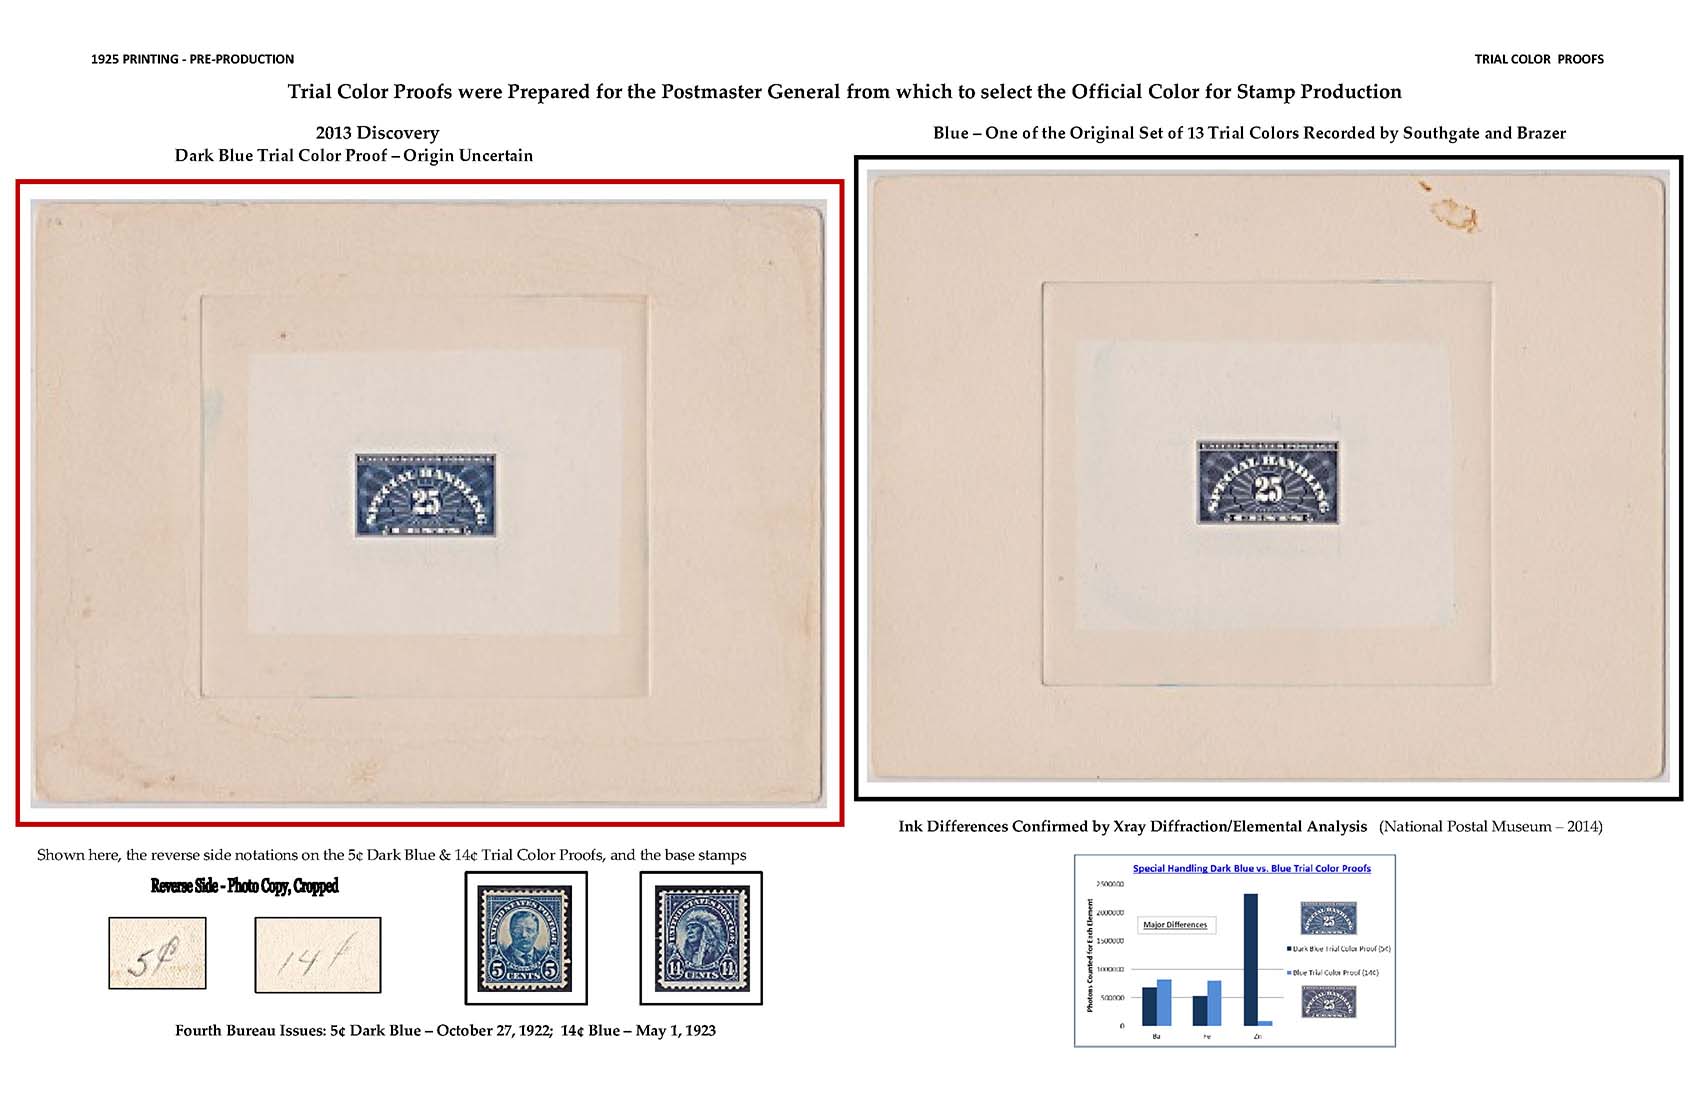 1925 PRINTING - PRE-PRODUCTION
TRIAL COLOR PROOFS
Trial Color Proofs were Prepared for the Postmaster General from which to select the Official Color for Stamp Production
2013 Discovery
Dark Blue Trial Color Proof – Origin Uncertain
Blue – One of the Original Set of 13 Trial Colors Recorded by Southgate and Brazer
UNITED STATES POSTAGE
SPECIAL HANDLING
25
CENTS
UNITED STATES POSTAGE
SPECIAL HANDLING
25
CENTS
Ink Differences Confirmed by Xray Diffraction/Elemental Analysis (National Postal Museum – 2014)
Shown here, the reverse side notations on the 5¢ Dark Blue & 14¢ Trial Color Proofs, and the base stamps
Reverse Side - Photo Copy, Cropped
5¢
14¢
UNITED STATES POSTAGE
5 CENTS 5
UNITED STATES POSTAGE
14 CENTS 14
Fourth Bureau Issues: 5¢ Dark Blue – October 27, 1922; 14¢ Blue – May 1, 1923
Special Handling Dark Blue vs. Blue Trial Color Proofs
Photons Counted for Each Element
2500000
2000000
1500000
1000000
500000
0
Major Differences
Ba
Fe
Zn
SPECIAL HANDLING
25
Dark Blue Trial Color Proof (5¢)
Blue Trial Color Proof (14¢)
SPECIAL HANDLING
25